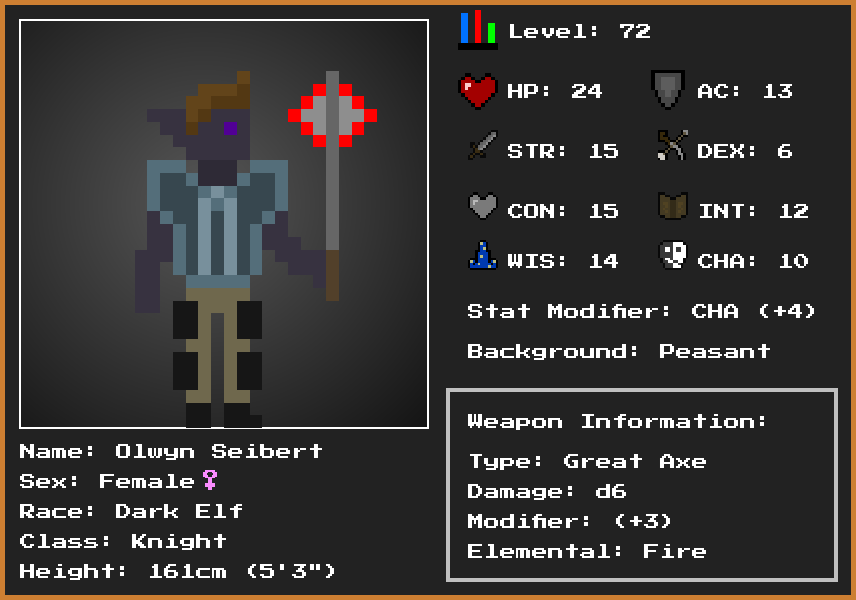 Level: 72
HP: 24
AC: 13
STR: 15
DEX: 6
CON: 15
INT: 12
WIS: 14
CHA: 10
Stat Modifier: CHA (+4)
Background: Peasant
Weapon Information:
Type: Great Axe
Damage: d6
Modifier: (+3)
Elemental: Fire
Name: Olwyn Seibert
Sex: Female♀
Race: Dark Elf
Class: Knight
Height: 161cm (5'3")